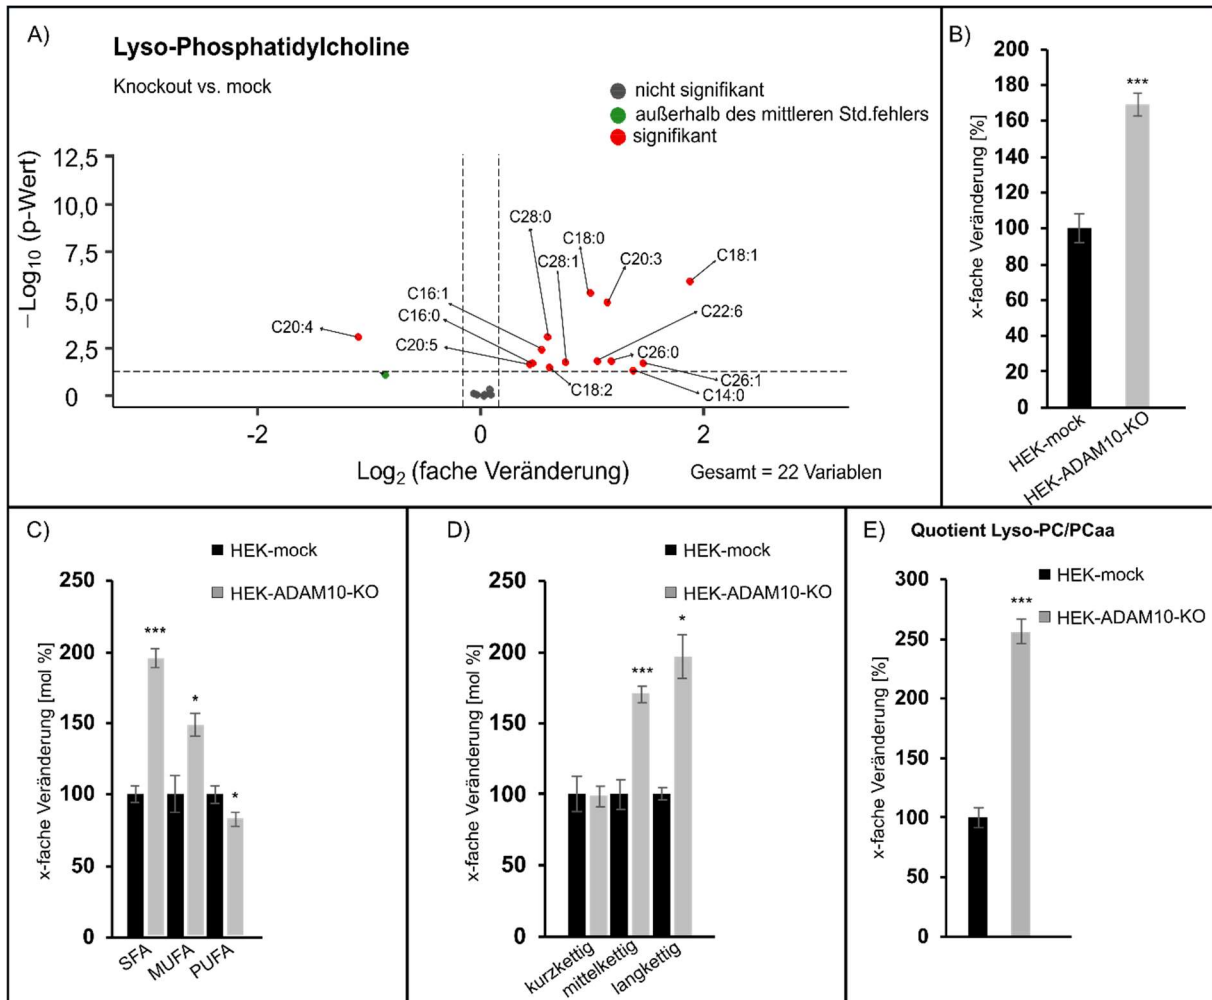 A)
Lyso-Phosphatidylcholine
Knockout vs. mock
nicht signifikant
außerhalb des mittleren Std.fehlers
signifikant
−Log10 (p-Wert)
12,5
10,0
7,5
5,0
2,5
0
C28:0
C18:0
C28:1
C20:3
C18:1
C16:1
C16:0
C22:6
C20:4
C20:5
C26:0
C18:2
C26:1
C14:0
-2
0
2
Log2 (fache Veränderung)
Gesamt = 22 Variablen
B)
x-fache Veränderung [%]
200
180
160
140
120
100
80
60
40
20
0
***
HEK-mock
HEK-ADAM10-KO
C)
HEK-mock
HEK-ADAM10-KO
x-fache Veränderung [mol %]
250
200
150
100
50
0
***
*
*
SFA
MUFA
PUFA
D)
HEK-mock
HEK-ADAM10-KO
x-fache Veränderung [mol %]
250
200
150
100
50
0
***
*
kurzkettig
mittelkettig
langkettig
E)
Quotient Lyso-PC/PCaa
HEK-mock
HEK-ADAM10-KO
x-fache Veränderung [%]
300
250
200
150
100
50
0
***